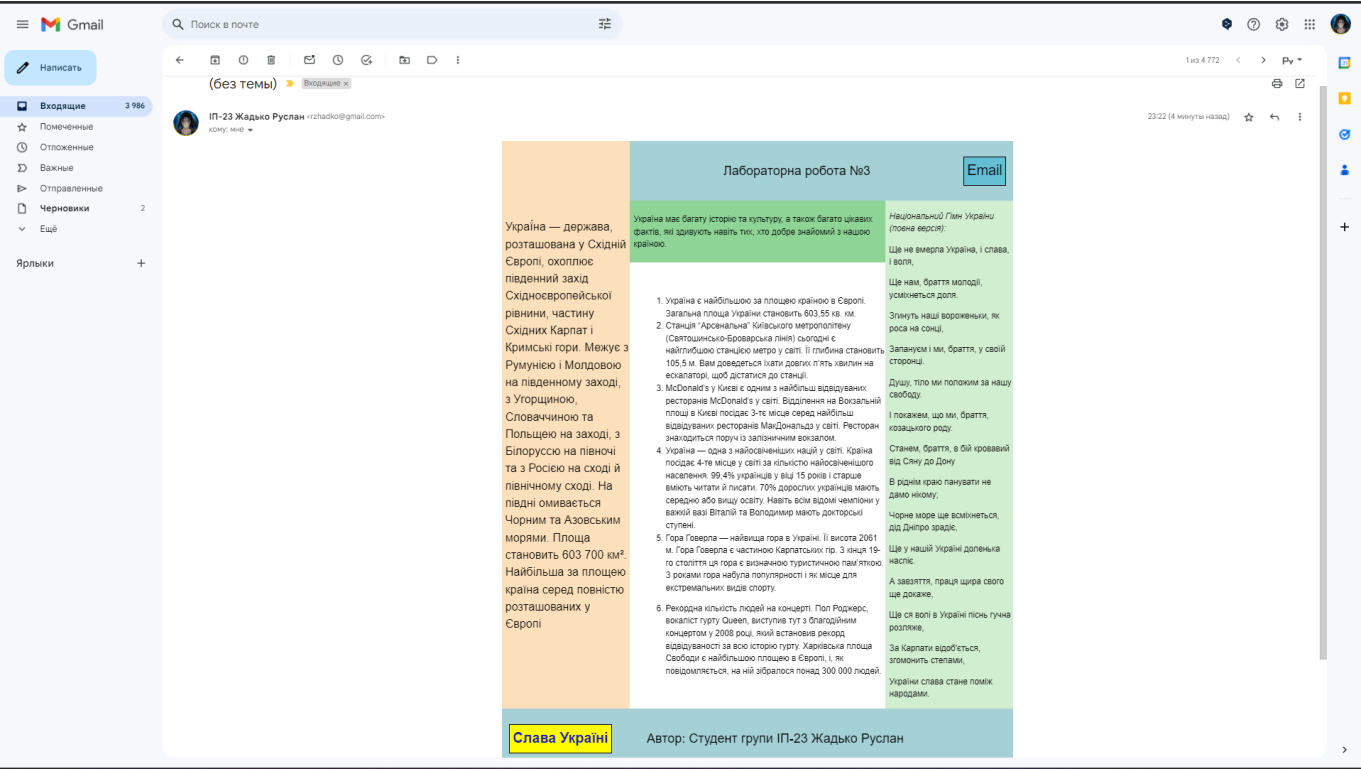 Gmail
Поиск в почте
Написать
Входящие 3 986
Помеченные
Отложенные
Важные
Отправленные
Черновики 2
Ещё
Ярлыки
1 из 4 772
(без темы)
Входящие ×
ІП-23 Жадько Руслан <rzhadko@gmail.com>
кому: мне
23:22 (4 минуты назад)
Лабораторна робота №3
Email
Украї́на — держава,
розташована у Східній
Європі, охоплює
південний захід
Східноєвропейської
рівнини, частину
Східних Карпат і
Кримські гори. Межує з
Румунією і Молдовою
на південному заході,
з Угорщиною,
Словаччиною та
Польщею на заході, з
Білоруссю на півночі
та з Росією на сході й
північному сході. На
півдні омивається
Чорним та Азовським
морями. Площа
становить 603 700 км².
Найбільша за площею
країна серед повністю
розташованих у
Європі
Україна має багату історію та культуру, а також багато цікавих
фактів, які здивують навіть тих, хто добре знайомий з нашою
країною.
1. Україна є найбільшою за площею країною в Європі.
Загальна площа України становить 603,55 кв. км.
2. Станція "Арсенальна" Київського метрополітену
(Святошинсько-Броварська лінія) сьогодні є
найглибшою станцією метро у світі. Її глибина становить
105,5 м. Вам доведеться їхати довгих п'ять хвилин на
ескалаторі, щоб дістатися до станції.
3. McDonald's у Києві є одним з найбільш відвідуваних
ресторанів McDonald's у світі. Відділення на Вокзальній
площі в Києві посідає 3-тє місце серед найбільш
відвідуваних ресторанів МакДональдз у світі. Ресторан
знаходиться поруч із залізничним вокзалом.
4. Україна — одна з найосвіченіших націй у світі. Країна
посідає 4-те місце у світі за кількістю найосвіченішого
населення. 99,4% українців у віці 15 років і старше
вміють читати й писати. 70% дорослих українців мають
середню або вищу освіту. Навіть всім відомі чемпіони у
важкій вазі Віталій та Володимир мають докторські
ступені.
5. Гора Говерла — найвища гора в Україні. Її висота 2061
м. Гора Говерла є частиною Карпатських гір. З кінця 19-
го століття ця гора є визначною туристичною пам'яткою.
З роками гора набула популярності і як місце для
екстремальних видів спорту.
6. Рекордна кількість людей на концерті. Пол Роджерс,
вокаліст гурту Queen, виступив тут з благодійним
концертом у 2008 році, який встановив рекорд
відвідуваності за всю історію гурту. Харківська площа
Свободи є найбільшою площею в Європі, і, як
повідомляється, на ній зібралося понад 300 000 людей.
Національний Гімн України
(повна версія):
Ще не вмерла Україна, і слава,
і воля,
Ще нам, браття молодії,
усміхнеться доля.
Згинуть наші вороженьки, як
роса на сонці,
Запануєм і ми, браття, у своїй
сторонці.
Душу, тіло ми положим за нашу
свободу.
І покажем, що ми, браття,
козацького роду.
Станем, браття, в бій кровавий
від Сяну до Дону
В ріднім краю панувати не
дамо нікому;
Чорне море ще всміхнеться,
дід Дніпро зрадіє,
Ще у нашій Україні доленька
наспіє.
А завзяття, праця щира свого
ще докаже,
Ще ся волі в Україні піснь гучна
розляже,
За Карпати відоб'ється,
згомонить степами,
України слава стане поміж
народами.
Слава Україні
Автор: Студент групи ІП-23 Жадько Руслан